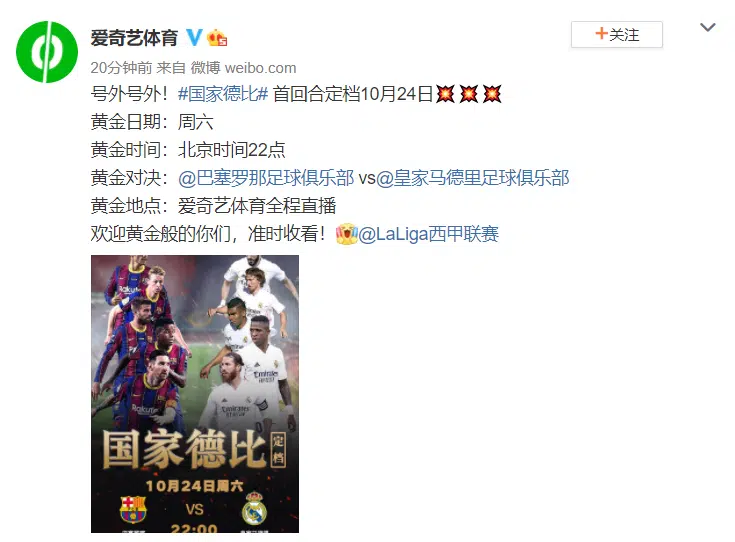 爱奇艺体育
+关注
20分钟前 来自 微博 weibo.com
号外号外！#国家德比# 首回合定档10月24日
黄金日期：周六
黄金时间：北京时间22点
黄金对决：@巴塞罗那足球俱乐部 vs@皇家马德里足球俱乐部
黄金地点：爱奇艺体育全程直播
欢迎黄金般的你们，准时收看！@LaLiga西甲联赛
国家德比 定档
10月24日周六
VS
22:00